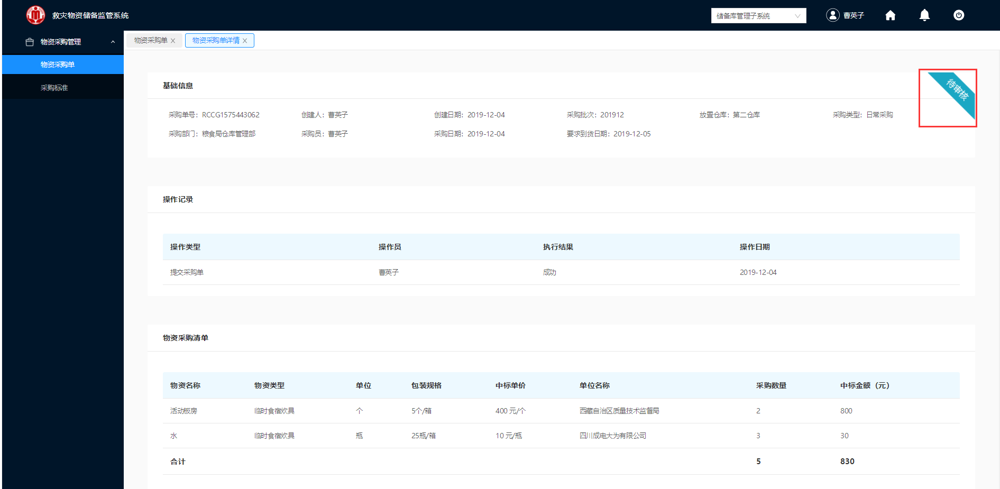 救灾物资储备监管系统
储备库管理子系统
曹英子
物资采购管理
物资采购单
采购标准
物资采购单
物资采购单详情
基础信息
待审核
采购单号：RCCG1575443062 创建人：曹英子 创建日期：2019-12-04 采购批次：201912 放置仓库：第二仓库 采购类型：日常采购
采购部门：粮食局仓库管理部 采购员：曹英子 采购日期：2019-12-04 要求到货日期：2019-12-05
操作记录
操作类型 操作员 执行结果 操作日期
提交采购单 曹英子 成功 2019-12-04
物资采购清单
物资名称 物资类型 单位 包装规格 中标单价 单位名称 采购数量 中标金额（元）
活动板房 临时食宿炊具 个 5个/箱 400 元/个 西藏自治区质量技术监督局 2 800
水 临时食宿炊具 瓶 25瓶/箱 10 元/瓶 四川成电大为有限公司 3 30
合计 5 830